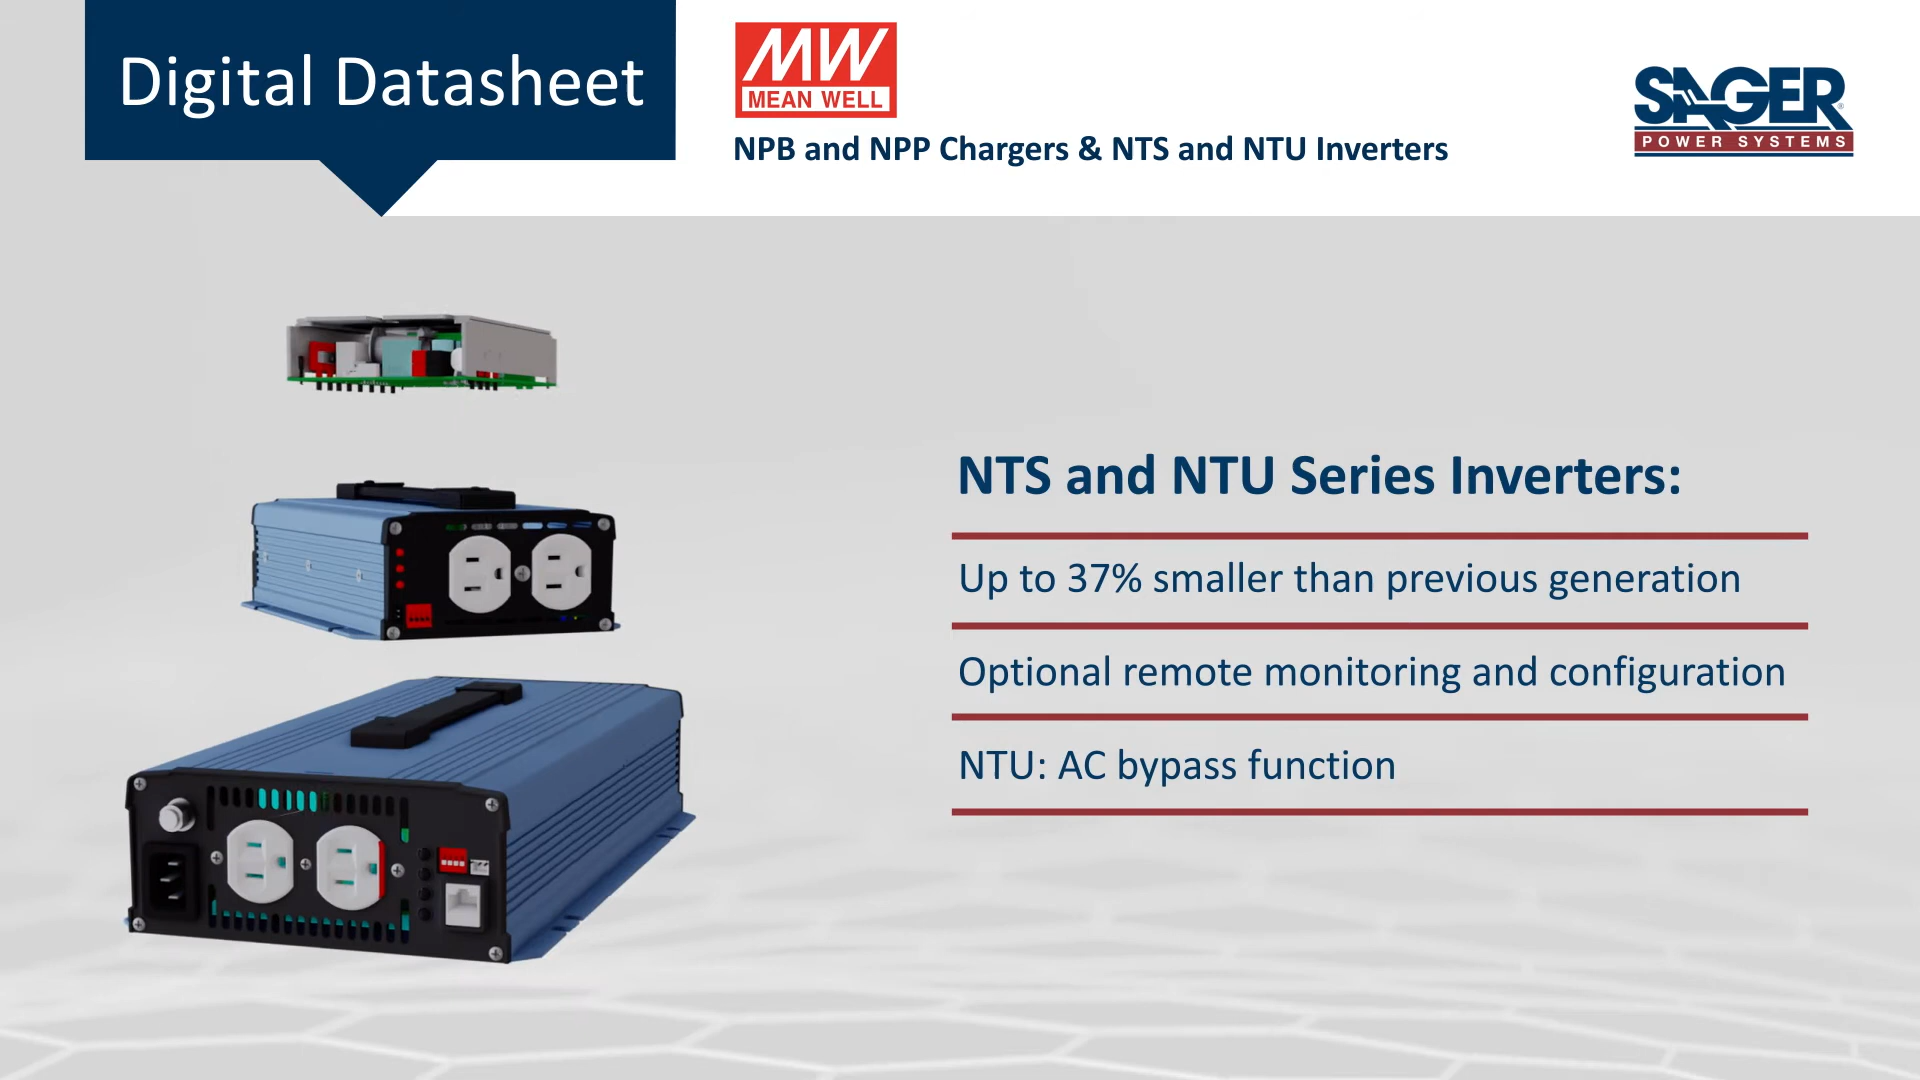 Digital Datasheet
MW
MEAN WELL
NPB and NPP Chargers & NTS and NTU Inverters
SAGER®
POWER SYSTEMS
NTS and NTU Series Inverters:
Up to 37% smaller than previous generation
Optional remote monitoring and configuration
NTU: AC bypass function